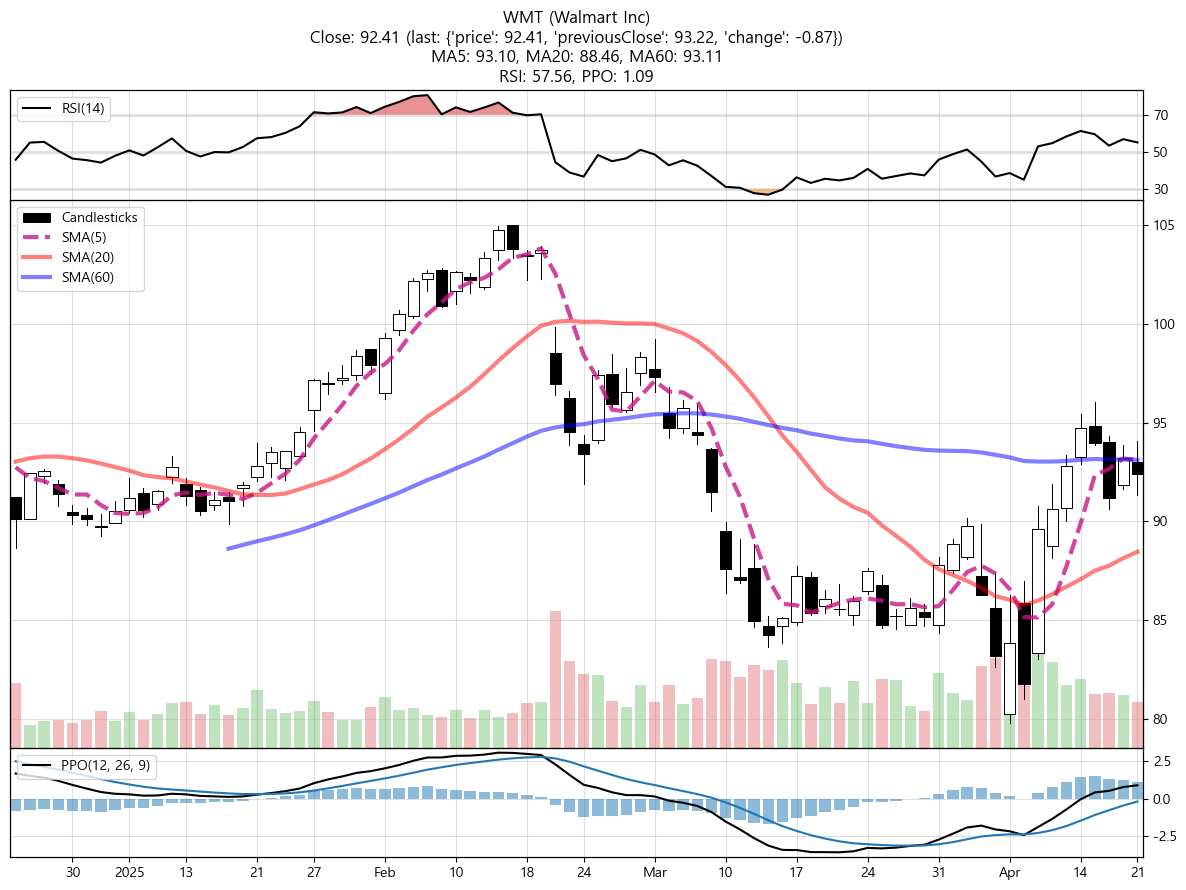 WMT (Walmart Inc)
Close: 92.41 (last: {'price': 92.41, 'previousClose': 93.22, 'change': -0.87})
MA5: 93.10, MA20: 88.46, MA60: 93.11
RSI: 57.56, PPO: 1.09
RSI(14)
70
50
30
Candlesticks
SMA(5)
SMA(20)
SMA(60)
105
100
95
90
85
80
PPO(12, 26, 9)
2.5
0.0
−2.5
30 2025 13 21 27 Feb 10 18 24 Mar 10 17 24 31 Apr 14 21